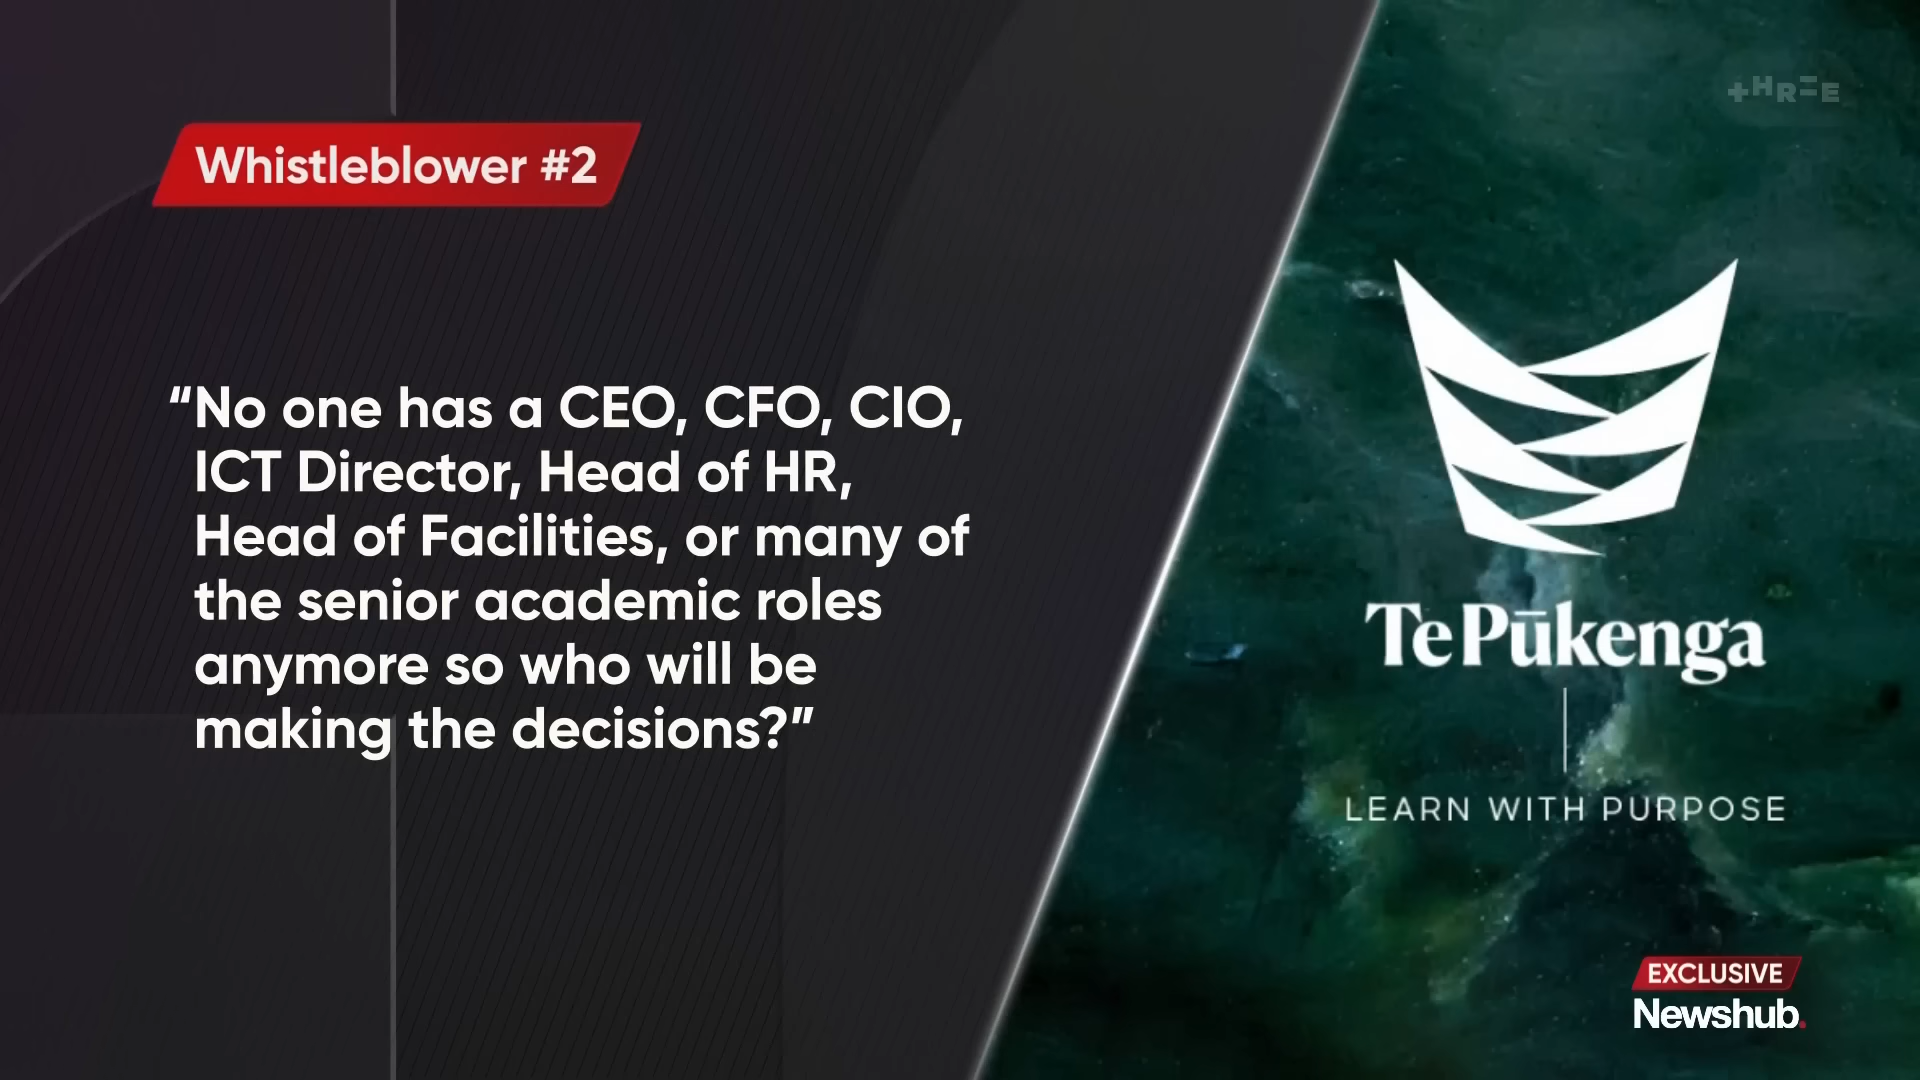 Whistleblower #2
“No one has a CEO, CFO, CIO,
ICT Director, Head of HR,
Head of Facilities, or many of
the senior academic roles
anymore so who will be
making the decisions?”
THREE
Te Pūkenga
LEARN WITH PURPOSE
EXCLUSIVE
Newshub.